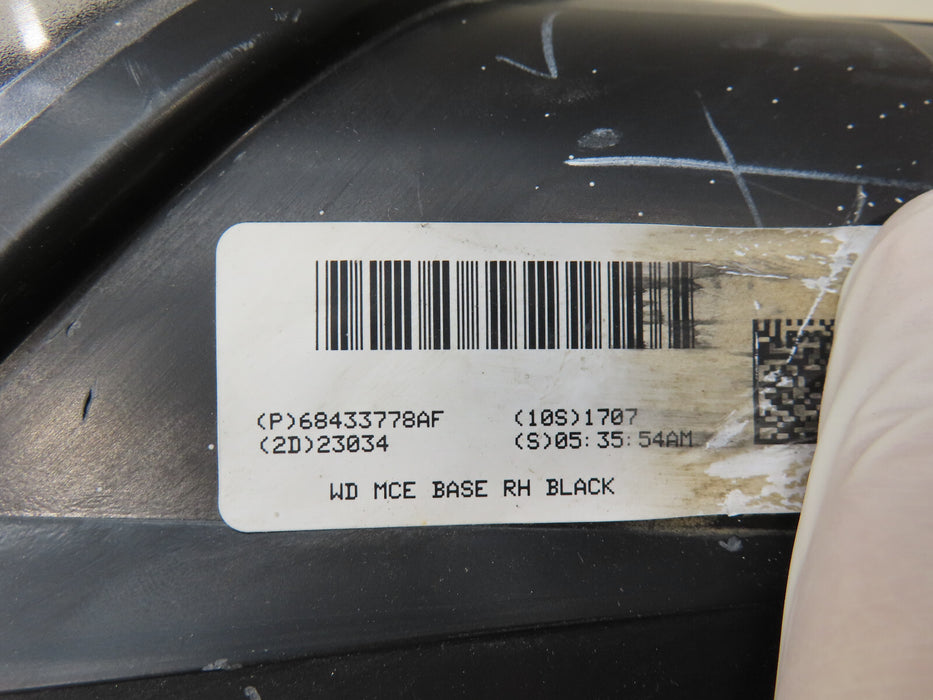 (P)68433778AF (10S)1707
(2D)23034 (S)05:35:54AM
WD MCE BASE RH BLACK